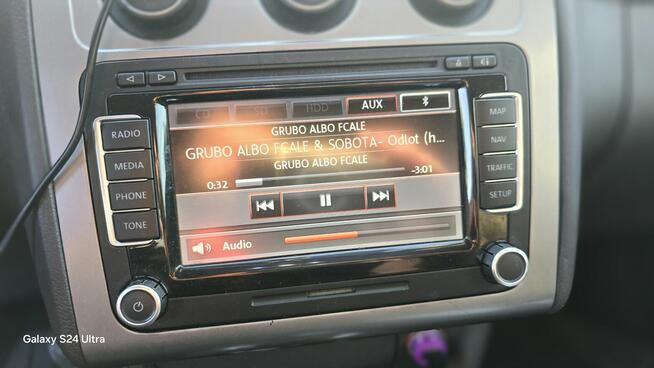 CD SD HDD AUX
RADIO
MEDIA
PHONE
TONE
GRUBO ALBO FCALE
GRUBO ALBO FCALE & SOBOTA- Odlot (h...
GRUBO ALBO FCALE
0:32 -3:01
Audio
MAP
NAV
TRAFFIC
SETUP
Galaxy S24 Ultra